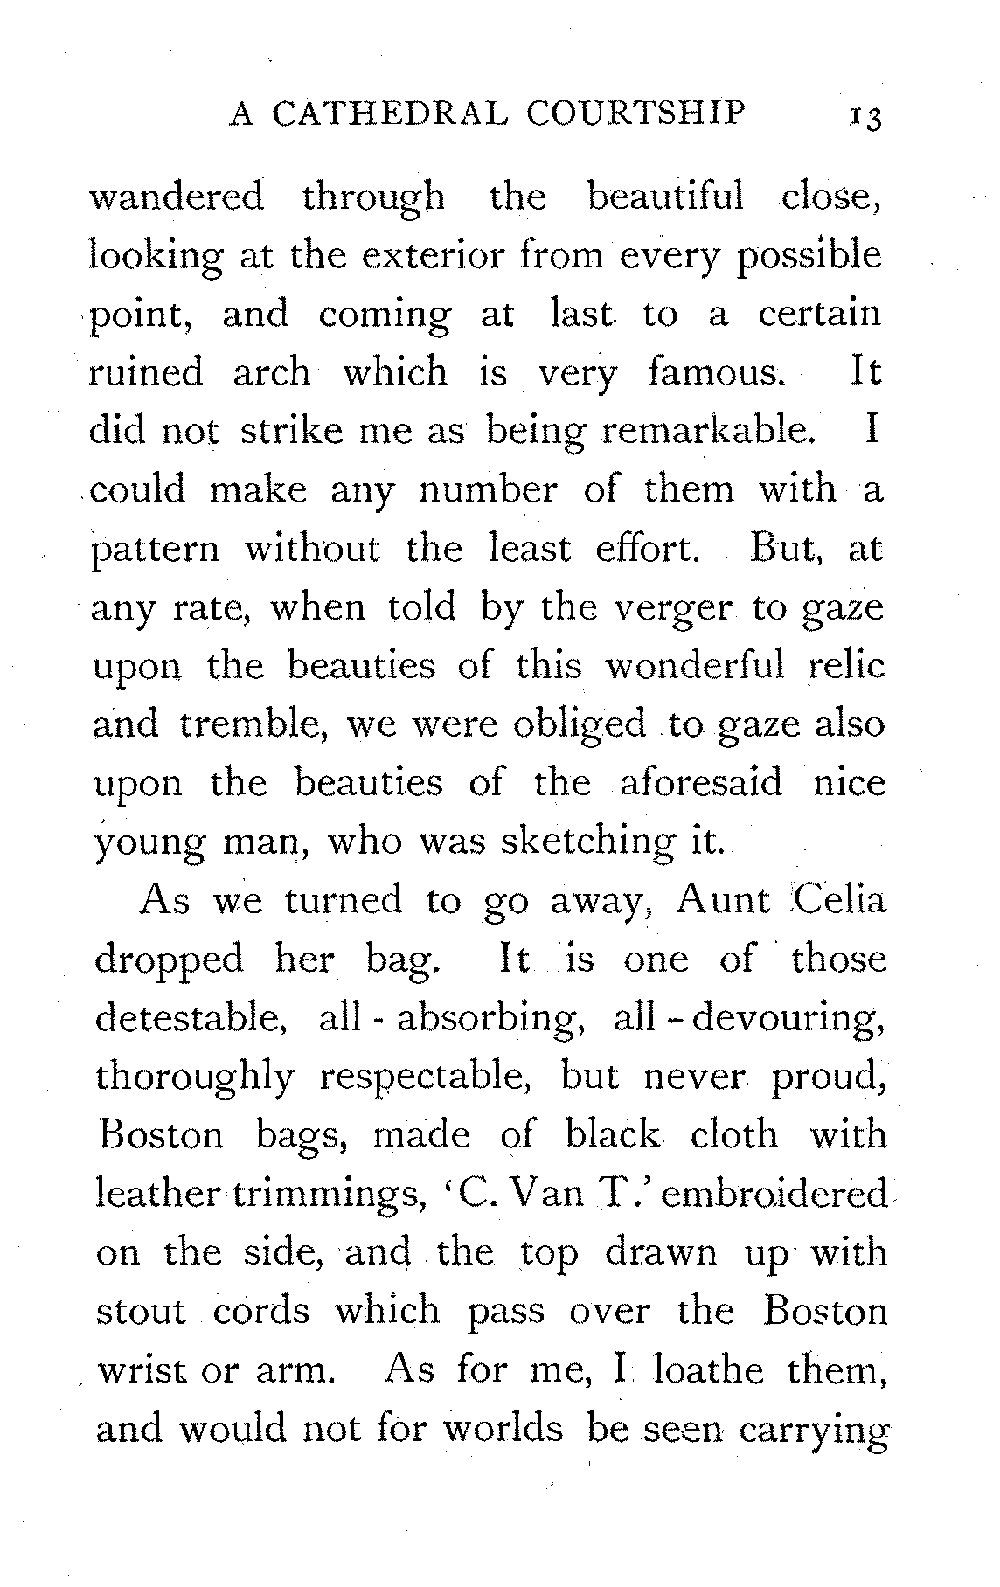 A CATHEDRAL COURTSHIP 13
wandered through the beautiful close,
looking at the exterior from every possible
point, and coming at last to a certain
ruined arch which is very famous. It
did not strike me as being remarkable. I
could make any number of them with a
pattern without the least effort. But, at
any rate, when told by the verger to gaze
upon the beauties of this wonderful relic
and tremble, we were obliged to gaze also
upon the beauties of the aforesaid nice
young man, who was sketching it.
As we turned to go away, Aunt Celia
dropped her bag. It is one of those
detestable, all-absorbing, all-devouring,
thoroughly respectable, but never proud,
Boston bags, made of black cloth with
leather trimmings, ‘C. Van T.’ embroidered
on the side, and the top drawn up with
stout cords which pass over the Boston
wrist or arm. As for me, I loathe them,
and would not for worlds be seen carrying